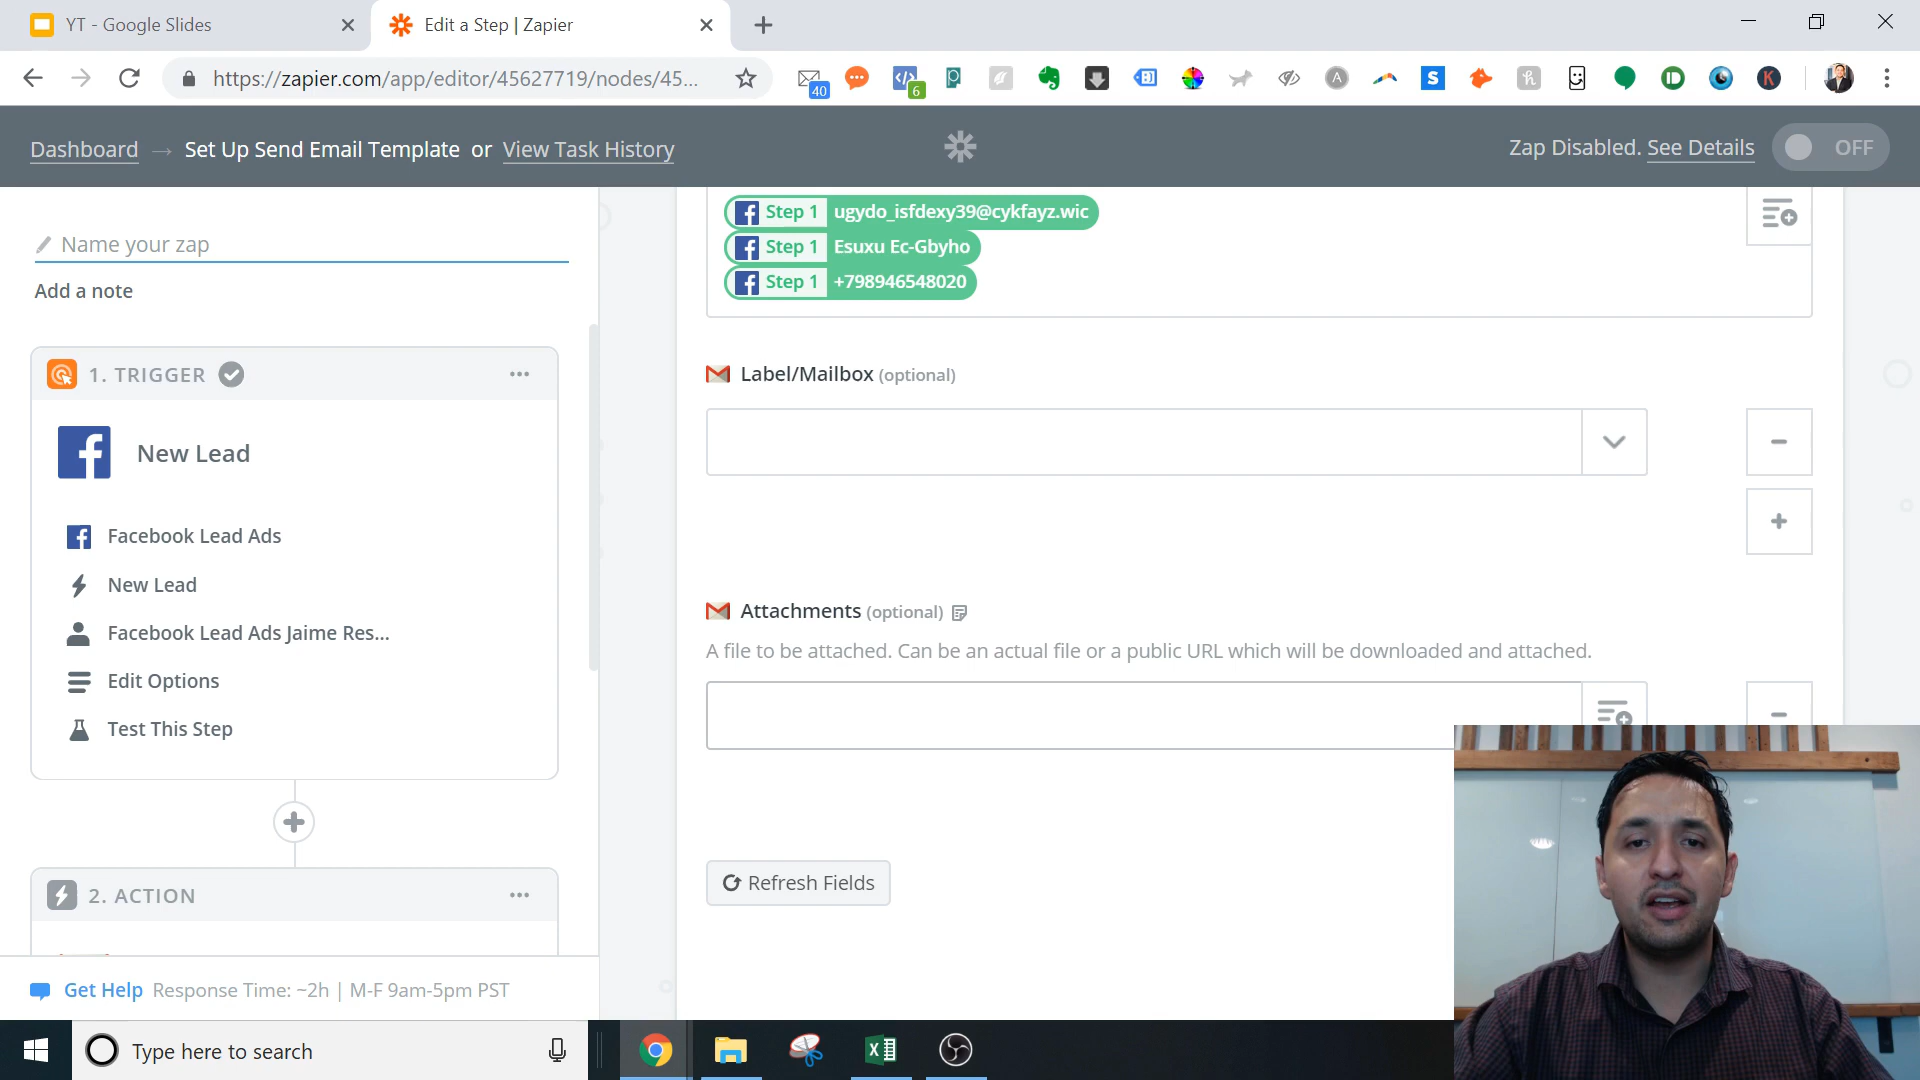 YT - Google Slides
Edit a Step | Zapier
https://zapier.com/app/editor/45627719/nodes/45...
40
6
Dashboard → Set Up Send Email Template or View Task History
Zap Disabled. See Details
OFF
Name your zap
Add a note
1. TRIGGER
New Lead
Facebook Lead Ads
New Lead
Facebook Lead Ads Jaime Res...
Edit Options
Test This Step
2. ACTION
Get Help Response Time: ~2h | M-F 9am-5pm PST
Step 1 ugydo_isfdexy39@cykfayz.wic
Step 1 Esuxu Ec-Gbyho
Step 1 +798946548020
Label/Mailbox (optional)
Attachments (optional)
A file to be attached. Can be an actual file or a public URL which will be downloaded and attached.
Refresh Fields
Type here to search